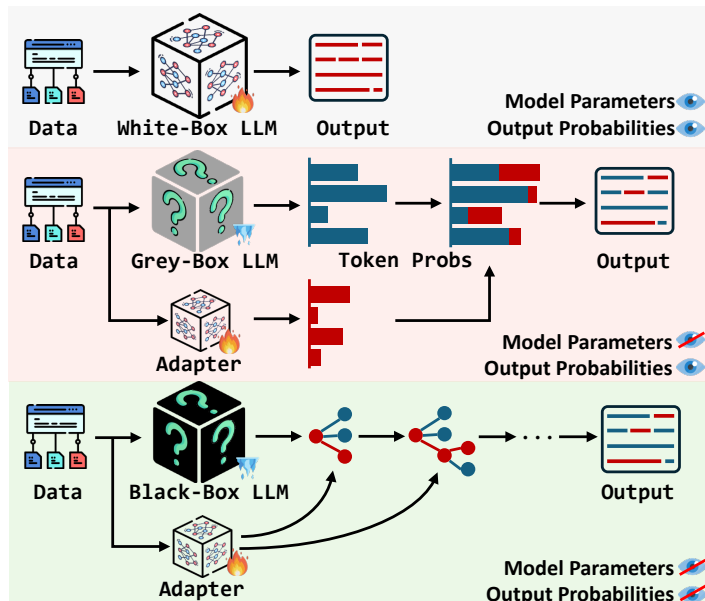 Data
White-Box LLM
Output
Model Parameters
Output Probabilities
Data
Grey-Box LLM
Token Probs
Output
Adapter
Model Parameters
Output Probabilities
Data
Black-Box LLM
Output
Adapter
Model Parameters
Output Probabilities